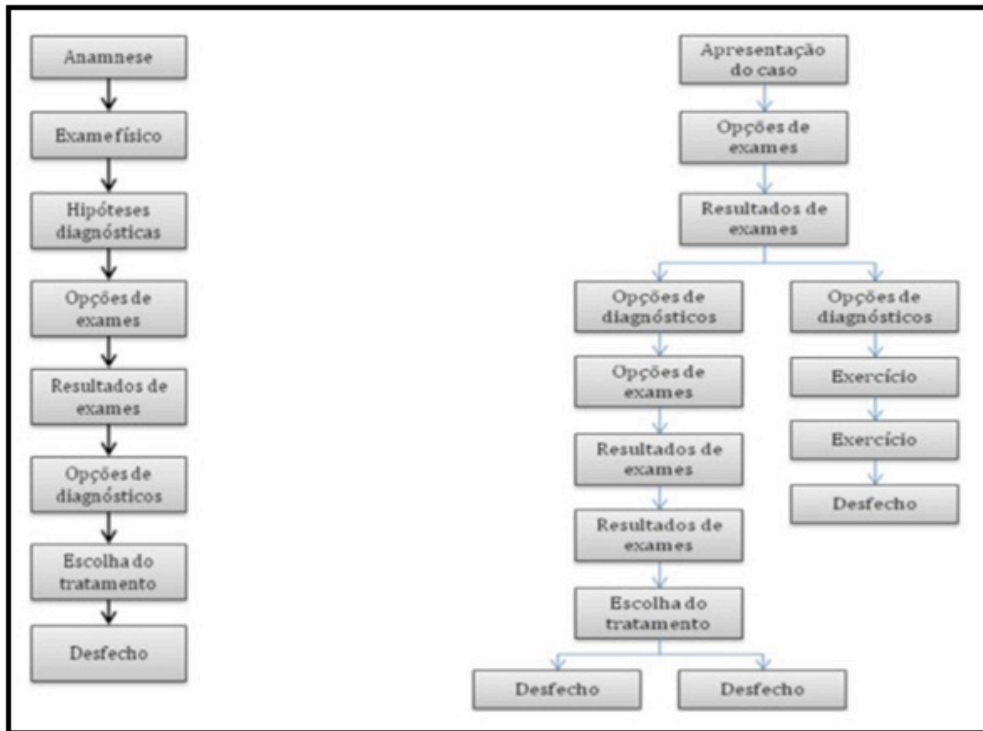 Anamnese
Exame físico
Hipóteses
diagnósticas
Opções de
exames
Resultados de
exames
Opções de
diagnósticos
Escolha do
tratamento
Desfecho
Apresentação
do caso
Opções de
exames
Resultados de
exames
Opções de
diagnósticos
Opções de
exames
Resultados de
exames
Resultados de
exames
Escolha do
tratamento
Desfecho
Desfecho
Opções de
diagnósticos
Exercício
Exercício
Desfecho